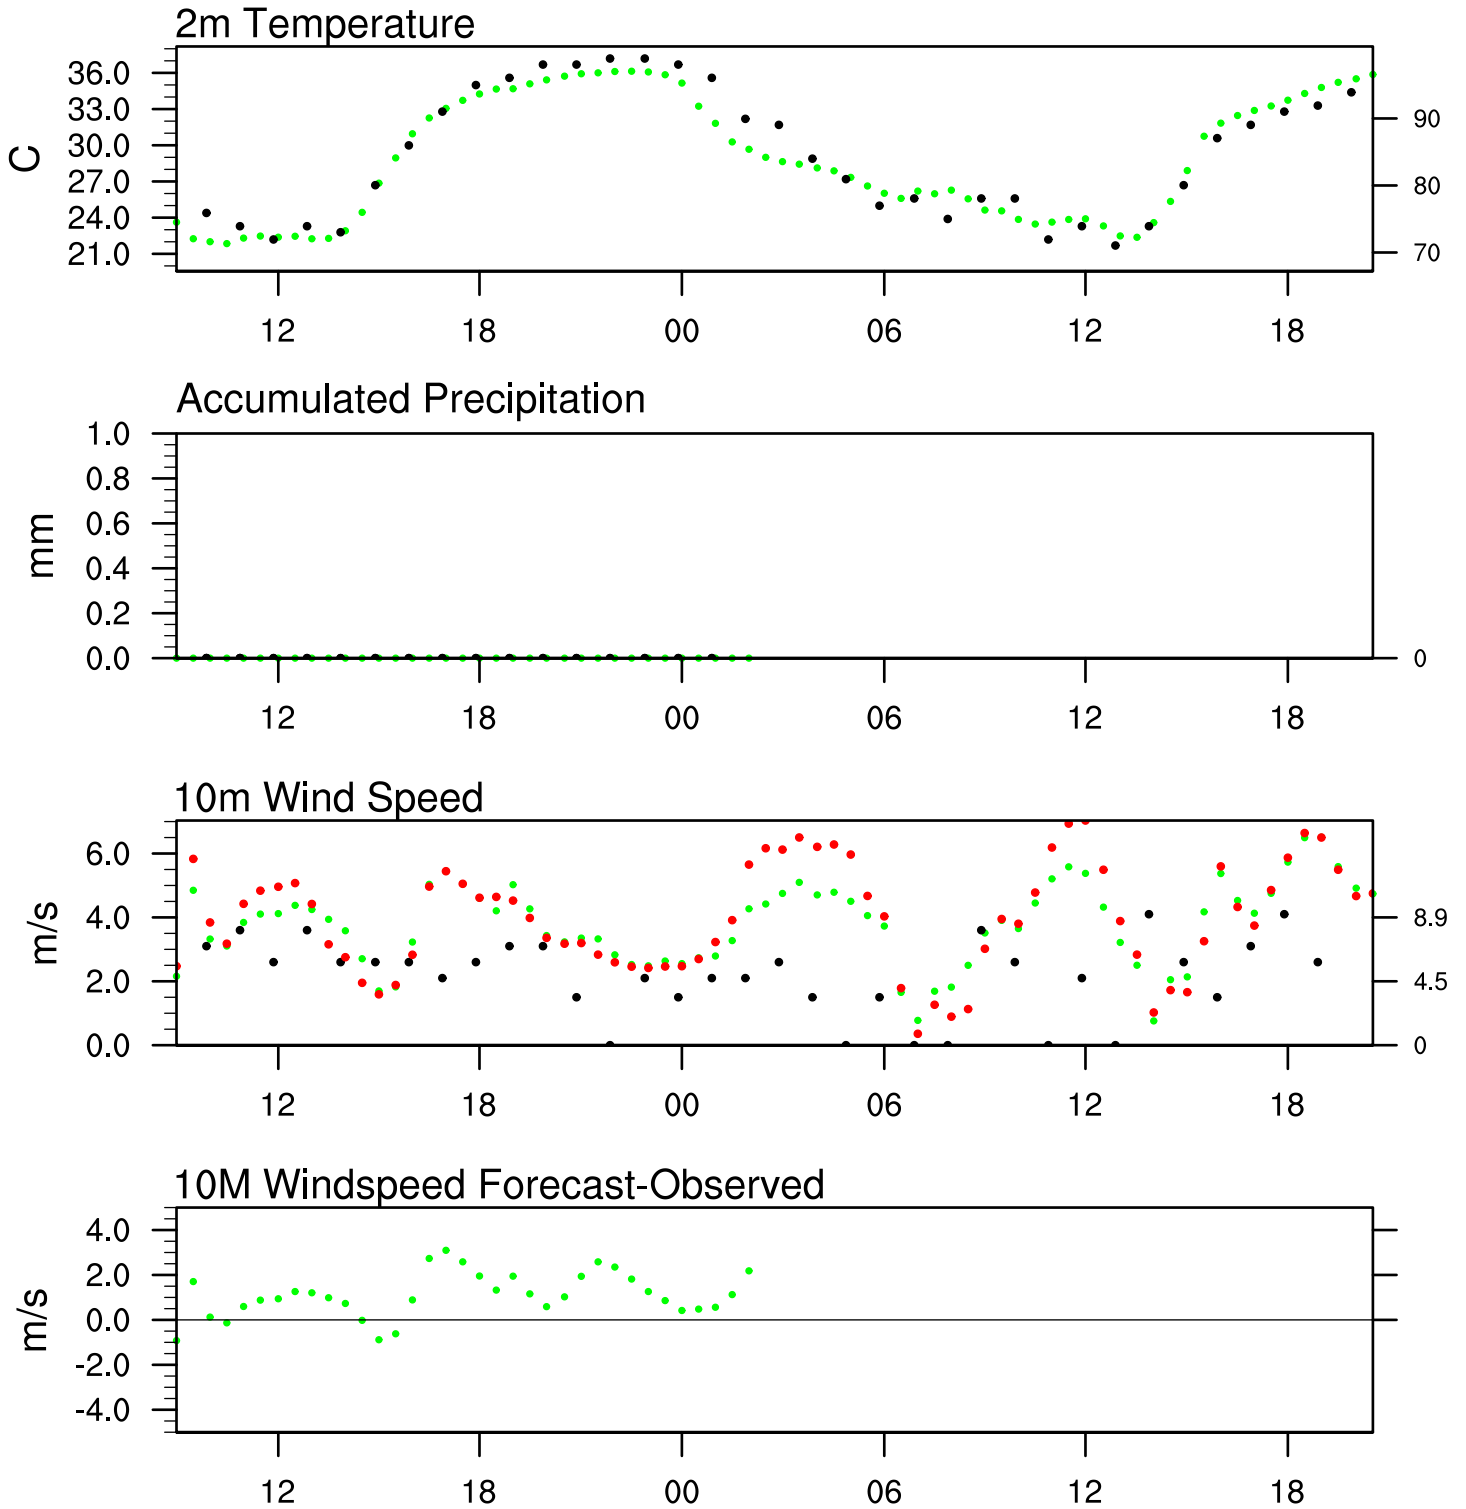 2m Temperature
36.0
33.0
30.0
27.0
24.0
21.0
C
90
80
70
12 18 00 06 12 18
Accumulated Precipitation
1.0
0.8
0.6
0.4
0.2
0.0
mm
0
12 18 00 06 12 18
10m Wind Speed
6.0
4.0
2.0
0.0
m/s
8.9
4.5
0
12 18 00 06 12 18
10M Windspeed Forecast-Observed
4.0
2.0
0.0
-2.0
-4.0
m/s
12 18 00 06 12 18